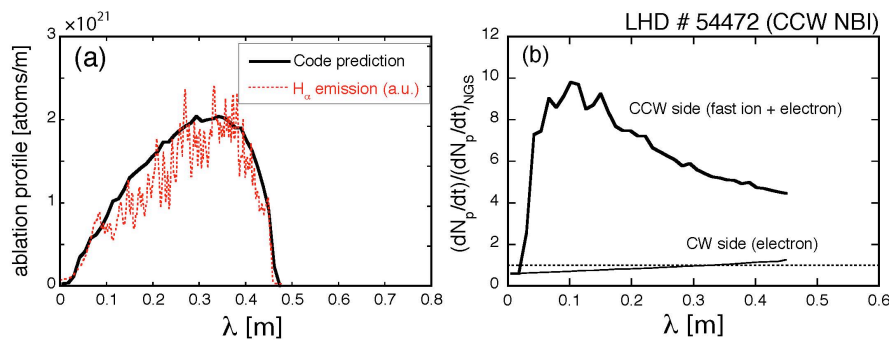 ×10²¹
(a)
Code prediction
Hα emission (a.u.)
ablation profile [atoms/m]
3
2
1
0
0 0.1 0.2 0.3 0.4 0.5 0.6 0.7 0.8
λ [m]
LHD # 54472 (CCW NBI)
(b)
(dNp/dt)/(dNp/dt)NGS
12
10
8
6
4
2
0
CCW side (fast ion + electron)
CW side (electron)
0 0.1 0.2 0.3 0.4 0.5 0.6
λ [m]